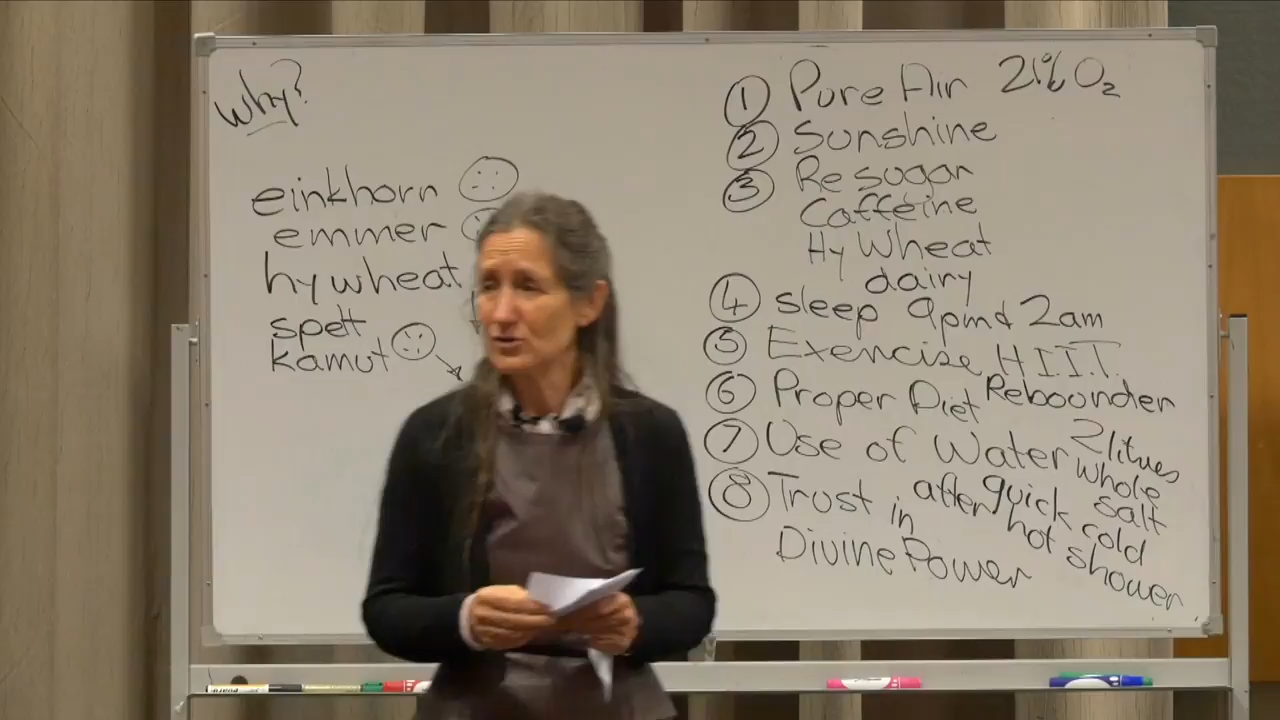 why?
einkhorn
emmer
hy wheat
spelt
kamut
① Pure Air 21% O₂
② Sunshine
③ Re sugar
Caffeine
Hy Wheat
dairy
④ sleep 9pm & 2am
⑤ Exercise H.I.I.T.
Rebounder
⑥ Proper Diet
⑦ Use of Water 2 litres
whole
salt
quick cold
after hot shower
⑧ Trust in
Divine Power